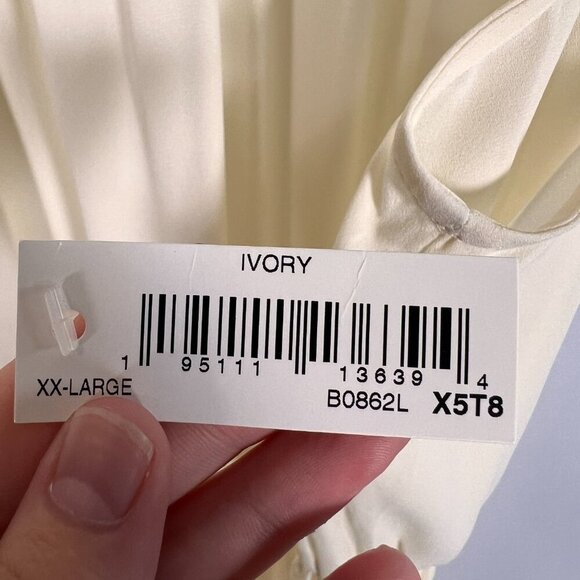 IVORY
1 95111 13639 4
XX-LARGE B0862L X5T8